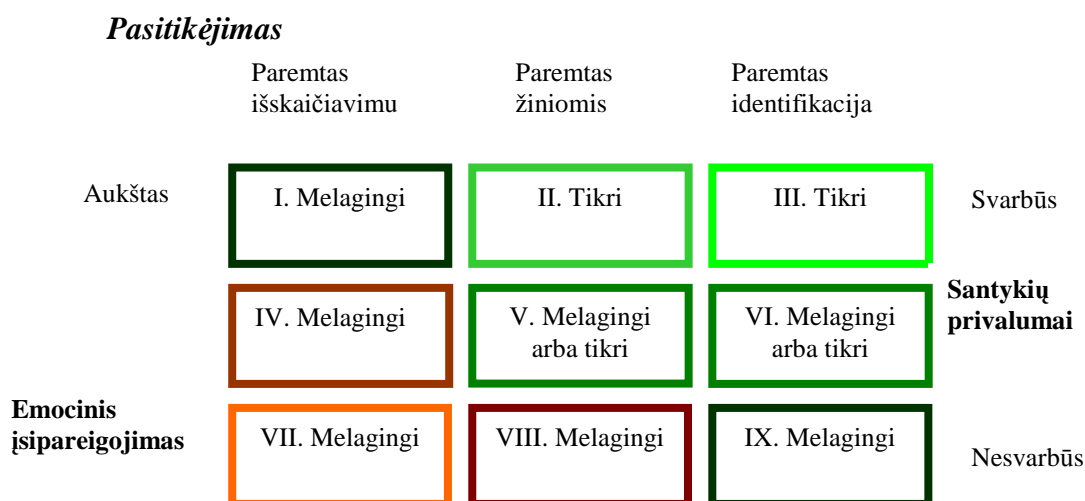 Pasitikėjimas
Paremtas
išskaičiavimu
Paremtas
žiniomis
Paremtas
identifikacija
Aukštas
I. Melagingi
II. Tikri
III. Tikri
Svarbūs
IV. Melagingi
V. Melagingi
arba tikri
VI. Melagingi
arba tikri
Santykių
privalumai
Emocinis
įsipareigojimas
VII. Melagingi
VIII. Melagingi
IX. Melagingi
Nesvarbūs